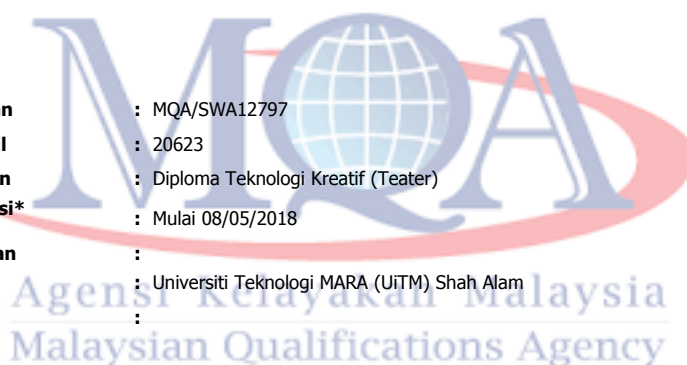 MQA
an : MQA/SWA12797
l : 20623
n : Diploma Teknologi Kreatif (Teater)
si* : Mulai 08/05/2018
an :
: Universiti Teknologi MARA (UiTM) Shah Alam
:
Agensi Kelayakan Malaysia
Malaysian Qualifications Agency